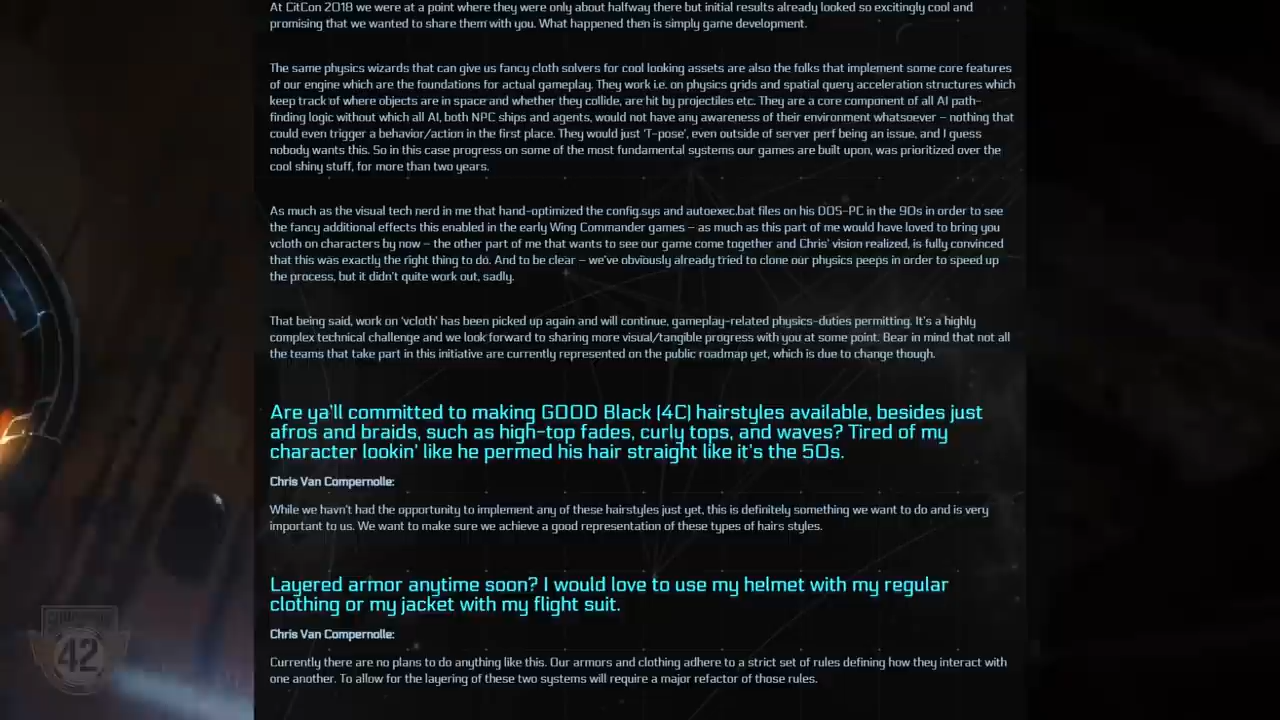 At CitCon 2018 we were at a point where they were only about halfway there but initial results already looked so excitingly cool and
promising that we wanted to share them with you. What happened then is simply game development.
The same physics wizards that can give us fancy cloth solvers for cool looking assets are also the folks that implement some core features
of our engine which are the foundations for actual gameplay. They work i.e. on physics grids and spatial query acceleration structures which
keep track of where objects are in space and whether they collide, are hit by projectiles etc. They are a core component of all AI path-
finding logic without which all AI, both NPC ships and agents, would not have any awareness of their environment whatsoever – nothing that
could even trigger a behavior/action in the first place. They would just 'T-pose', even outside of server perf being an issue, and I guess
nobody wants this. So in this case progress on some of the most fundamental systems our games are built upon, was prioritized over the
cool shiny stuff, for more than two years.
As much as the visual tech nerd in me that hand-optimized the config.sys and autoexec.bat files on his DOS-PC in the 90s in order to see
the fancy additional effects this enabled in the early Wing Commander games – as much as this part of me would have loved to bring you
vcloth on characters by now – the other part of me that wants to see our game come together and Chris' vision realized, is fully convinced
that this was exactly the right thing to do. And to be clear – we've obviously already tried to clone our physics peeps in order to speed up
the process, but it didn't quite work out, sadly.
That being said, work on 'vcloth' has been picked up again and will continue, gameplay-related physics-duties permitting. It's a highly
complex technical challenge and we look forward to sharing more visual/tangible progress with you at some point. Bear in mind that not all
the teams that take part in this initiative are currently represented on the public roadmap yet, which is due to change though.
Are ya'll committed to making GOOD Black (4C) hairstyles available, besides just
afros and braids, such as high-top fades, curly tops, and waves? Tired of my
character lookin' like he permed his hair straight like it's the 50s.
Chris Van Compernolle:
While we havn't had the opportunity to implement any of these hairstyles just yet, this is definitely something we want to do and is very
important to us. We want to make sure we achieve a good representation of these types of hairs styles.
Layered armor anytime soon? I would love to use my helmet with my regular
clothing or my jacket with my flight suit.
Chris Van Compernolle:
Currently there are no plans to do anything like this. Our armors and clothing adhere to a strict set of rules defining how they interact with
one another. To allow for the layering of these two systems will require a major refactor of those rules.
42